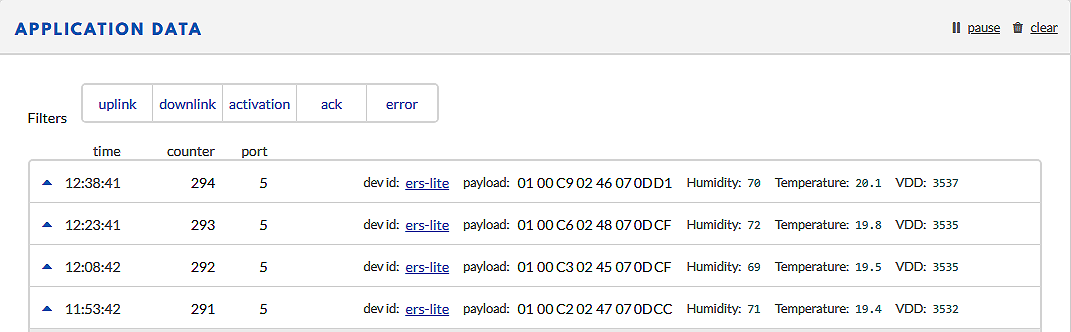 APPLICATION DATA pause clear
uplink downlink activation ack error
Filters
time counter port
12:38:41 294 5 dev id: ers-lite payload: 01 00 C9 02 46 07 0D D1 Humidity: 70 Temperature: 20.1 VDD: 3537
12:23:41 293 5 dev id: ers-lite payload: 01 00 C6 02 48 07 0D CF Humidity: 72 Temperature: 19.8 VDD: 3535
12:08:42 292 5 dev id: ers-lite payload: 01 00 C3 02 45 07 0D CF Humidity: 69 Temperature: 19.5 VDD: 3535
11:53:42 291 5 dev id: ers-lite payload: 01 00 C2 02 47 07 0D CC Humidity: 71 Temperature: 19.4 VDD: 3532